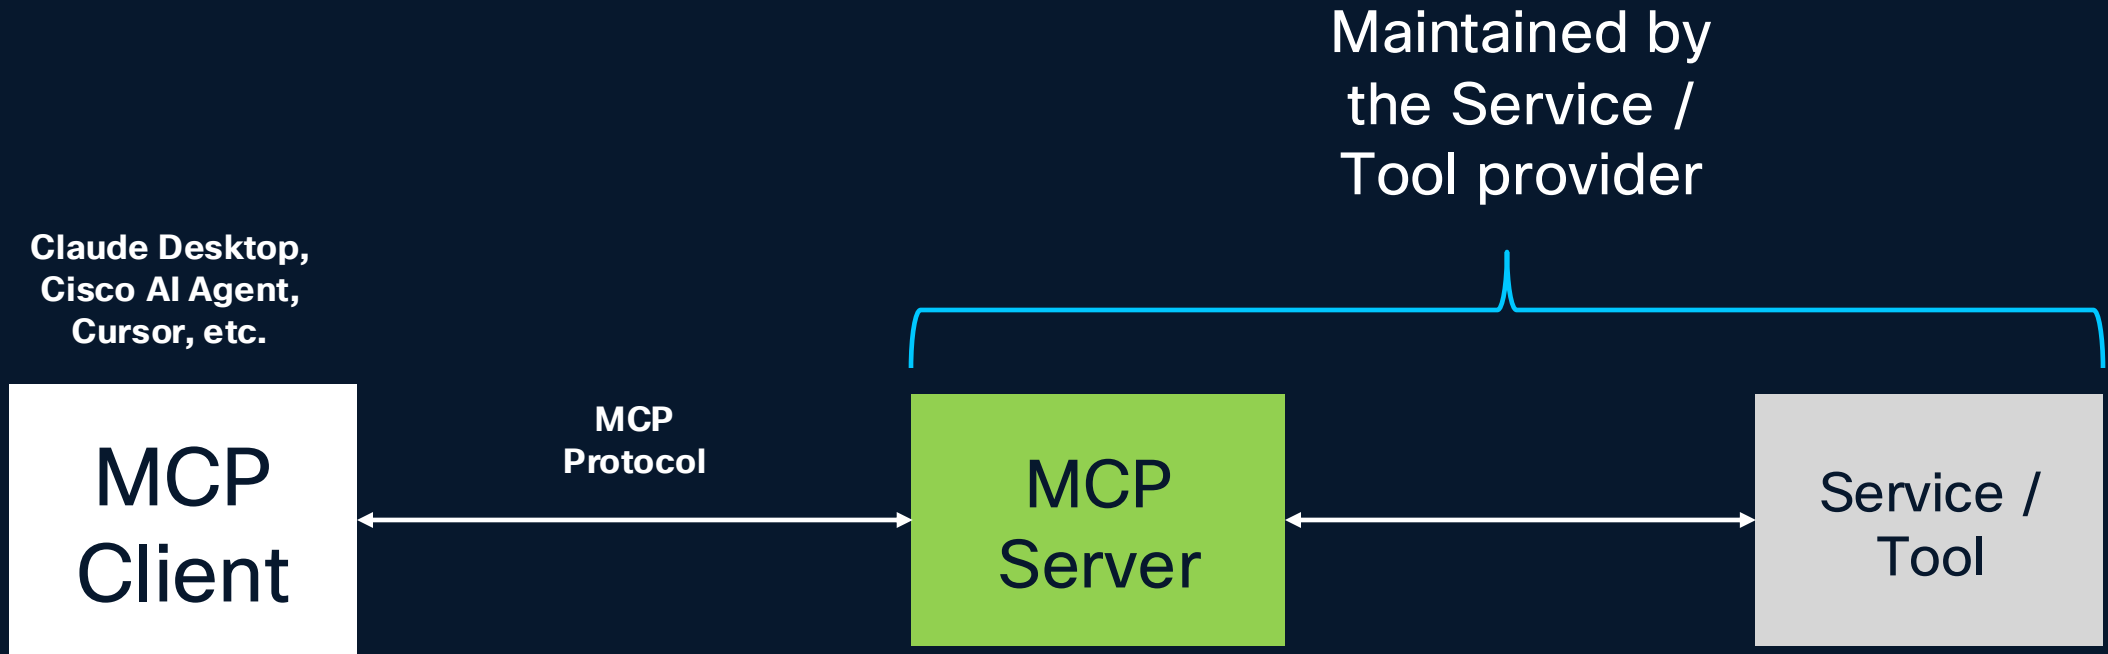 Maintained by
the Service /
Tool provider
Claude Desktop,
Cisco AI Agent,
Cursor, etc.
MCP
Client
MCP
Protocol
MCP
Server
Service /
Tool